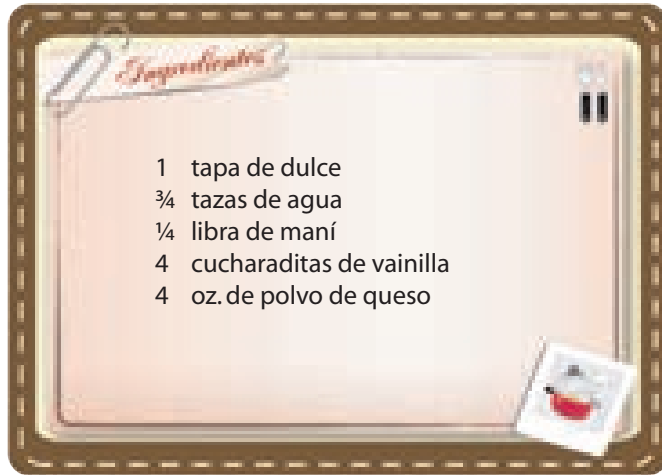 Ingredientes
1 tapa de dulce
¾ tazas de agua
¼ libra de maní
4 cucharaditas de vainilla
4 oz. de polvo de queso